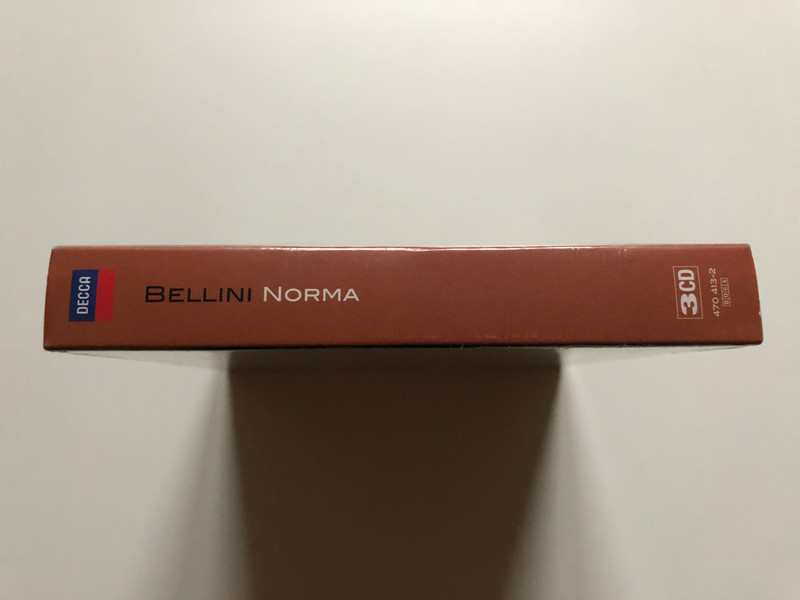 DECCA
BELLINI NORMA
3CD
470 413-2